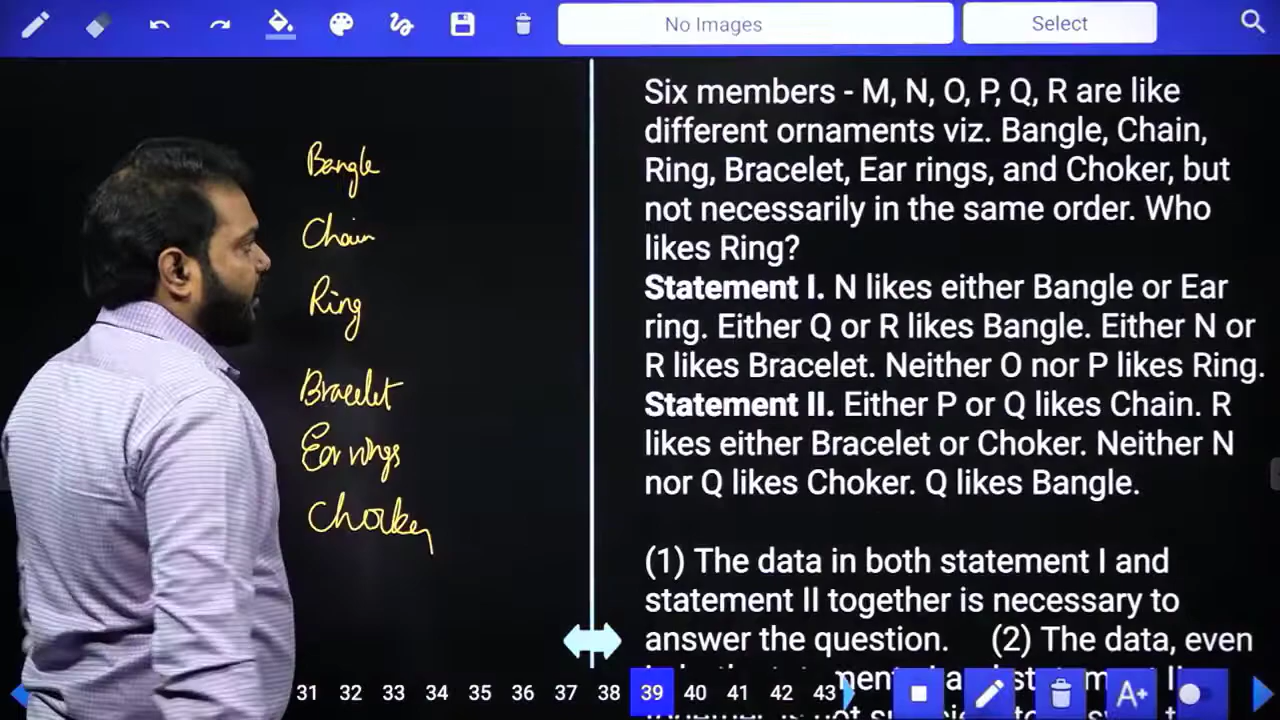 No Images
Select
Bangle
Chain
Ring
Bracelet
Ear rings
Choker
Six members - M, N, O, P, Q, R are like
different ornaments viz. Bangle, Chain,
Ring, Bracelet, Ear rings, and Choker, but
not necessarily in the same order. Who
likes Ring?
Statement I. N likes either Bangle or Ear
ring. Either Q or R likes Bangle. Either N or
R likes Bracelet. Neither O nor P likes Ring.
Statement II. Either P or Q likes Chain. R
likes either Bracelet or Choker. Neither N
nor Q likes Choker. Q likes Bangle.
(1) The data in both statement I and
statement II together is necessary to
answer the question. (2) The data, even
31 32 33 34 35 36 37 38 39 40 41 42 43
A+